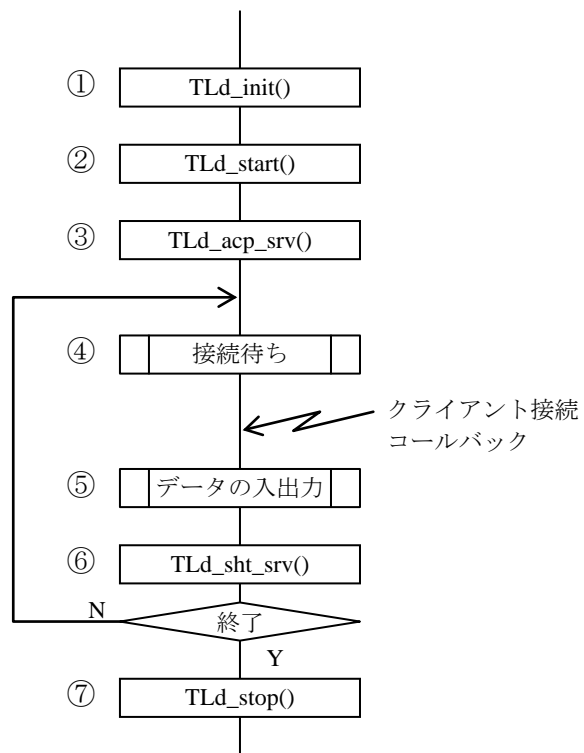 ① TLd_init()
② TLd_start()
③ TLd_acp_srv()
④ 接続待ち
クライアント接続
コールバック
⑤ データの入出力
⑥ TLd_sht_srv()
N 終了
Y
⑦ TLd_stop()